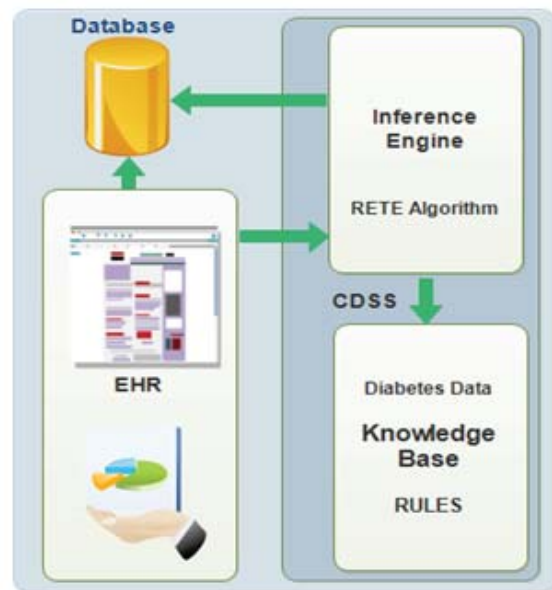 Database
Inference
Engine
RETE Algorithm
EHR
CDSS
Diabetes Data
Knowledge
Base
RULES